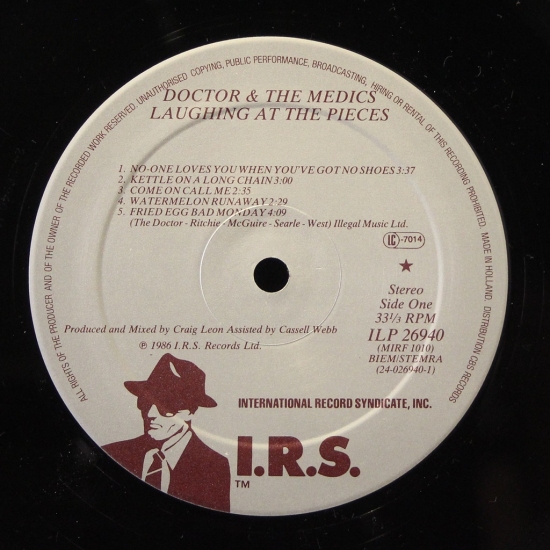 ALL RIGHTS OF THE PRODUCER AND OF THE OWNER OF THE RECORDED WORK RESERVED. UNAUTHORISED COPYING, PUBLIC PERFORMANCE, BROADCASTING, HIRING OR RENTAL OF THIS RECORDING PROHIBITED. MADE IN HOLLAND. DISTRIBUTION CBS RECORDS
DOCTOR & THE MEDICS
LAUGHING AT THE PIECES
1. NO-ONE LOVES YOU WHEN YOU'VE GOT NO SHOES 3:37
2. KETTLE ON A LONG CHAIN 3:00
3. COME ON CALL ME 2:35
4. WATERMELON RUNAWAY 2:29
5. FRIED EGG BAD MONDAY 4:09
(The Doctor - Ritchie - McGuire - Searle - West) Illegal Music Ltd.
LC -7014
Stereo
Side One
33⅓ RPM
ILP 26940
(MIRF 1010)
BIEM/STEMRA
(24-026940-1)
Produced and Mixed by Craig Leon Assisted by Cassell Webb
℗ 1986 I.R.S. Records Ltd.
INTERNATIONAL RECORD SYNDICATE, INC.
I.R.S.
TM